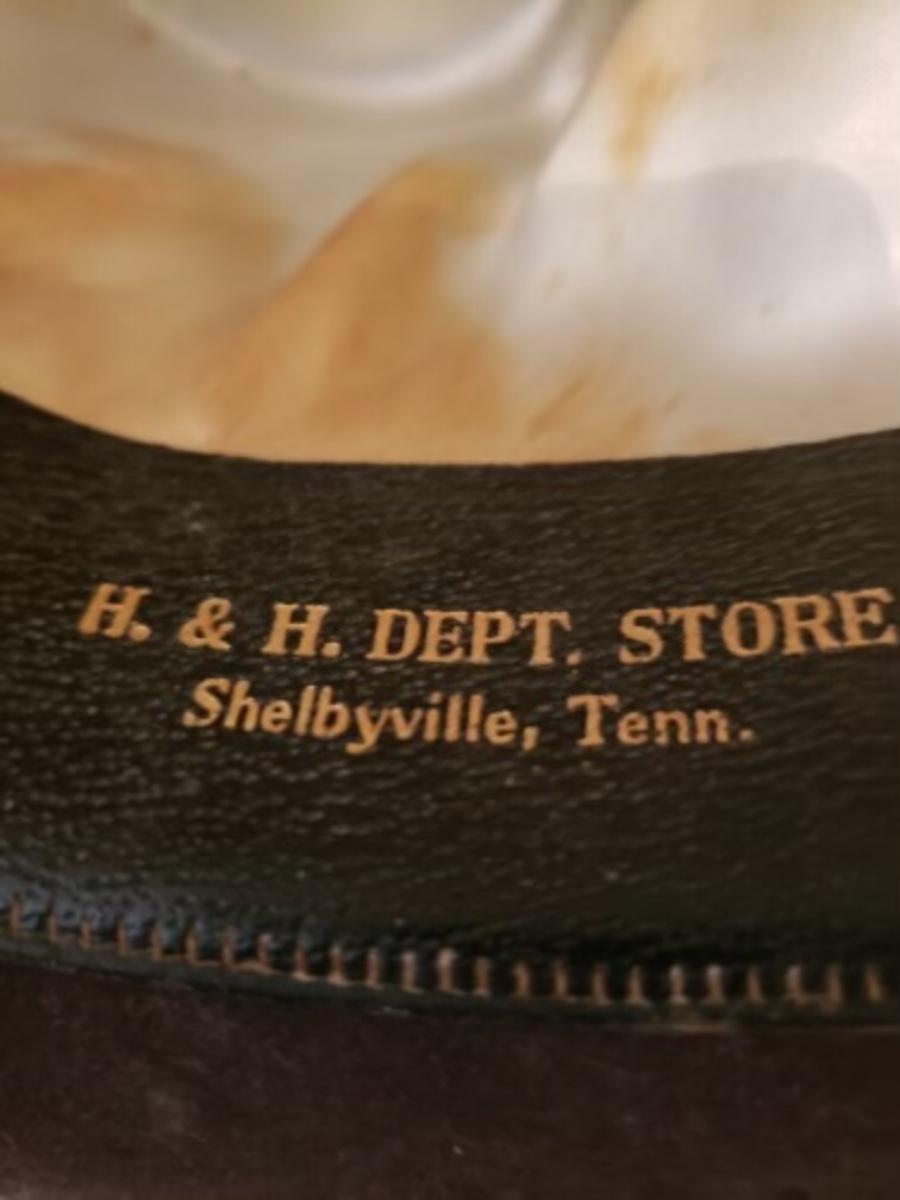 H. & H. DEPT. STORE
Shelbyville, Tenn.